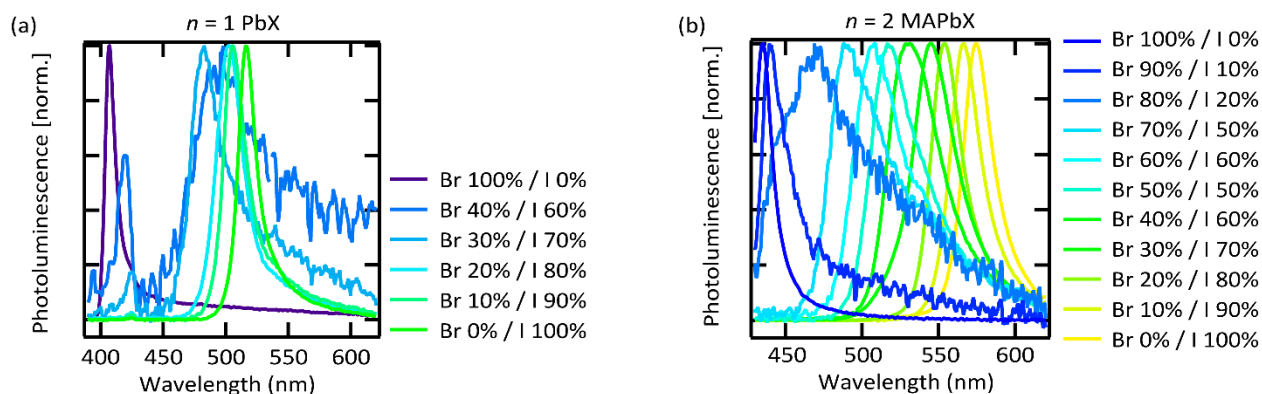 (a)
n = 1 PbX
Photoluminescence [norm.]
400 450 500 550 600
Wavelength (nm)
Br 100% / I 0%
Br 40% / I 60%
Br 30% / I 70%
Br 20% / I 80%
Br 10% / I 90%
Br 0% / I 100%
(b)
n = 2 MAPbX
Photoluminescence [norm.]
450 500 550 600
Wavelength (nm)
Br 100% / I 0%
Br 90% / I 10%
Br 80% / I 20%
Br 70% / I 50%
Br 60% / I 60%
Br 50% / I 50%
Br 40% / I 60%
Br 30% / I 70%
Br 20% / I 80%
Br 10% / I 90%
Br 0% / I 100%